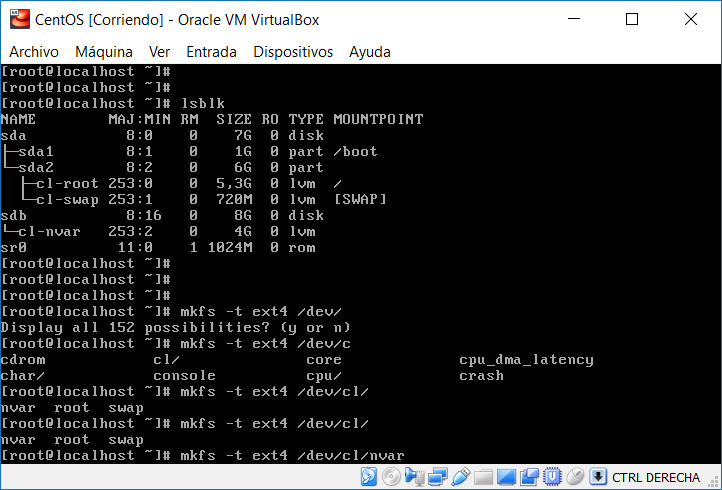 CentOS [Corriendo] - Oracle VM VirtualBox
Archivo Máquina Ver Entrada Dispositivos Ayuda
[root@localhost ~]#
[root@localhost ~]#
[root@localhost ~]# lsblk
NAME        MAJ:MIN RM  SIZE RO TYPE MOUNTPOINT
sda           8:0    0    7G  0 disk
├─sda1        8:1    0    1G  0 part /boot
└─sda2        8:2    0    6G  0 part
  ├─cl-root 253:0    0  5,3G  0 lvm  /
  └─cl-swap 253:1    0  720M  0 lvm  [SWAP]
sdb           8:16   0    8G  0 disk
└─cl-nvar   253:2    0    4G  0 lvm
sr0          11:0    1 1024M  0 rom
[root@localhost ~]#
[root@localhost ~]#
[root@localhost ~]#
[root@localhost ~]# mkfs -t ext4 /dev/
Display all 152 possibilities? (y or n)
[root@localhost ~]# mkfs -t ext4 /dev/c
cdrom              cl/                core               cpu_dma_latency
char/              console            cpu/               crash
[root@localhost ~]# mkfs -t ext4 /dev/cl/
nvar  root  swap
[root@localhost ~]# mkfs -t ext4 /dev/cl/
nvar  root  swap
[root@localhost ~]# mkfs -t ext4 /dev/cl/nvar
CTRL DERECHA